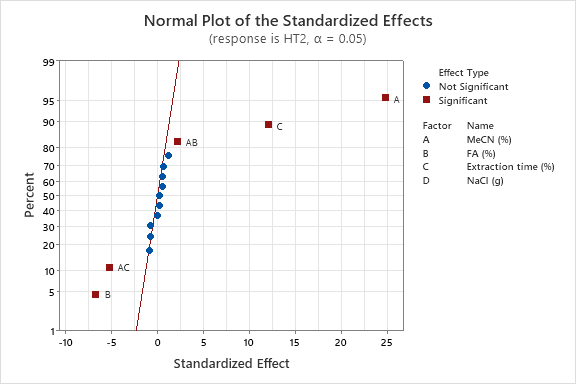 Normal Plot of the Standardized Effects
(response is HT2, α = 0.05)
Effect Type
Not Significant
Significant
Factor Name
A MeCN (%)
B FA (%)
C Extraction time (%)
D NaCl (g)
Percent
99
95
90
80
70
60
50
40
30
20
10
5
1
A
C
AB
AC
B
-10 -5 0 5 10 15 20 25
Standardized Effect